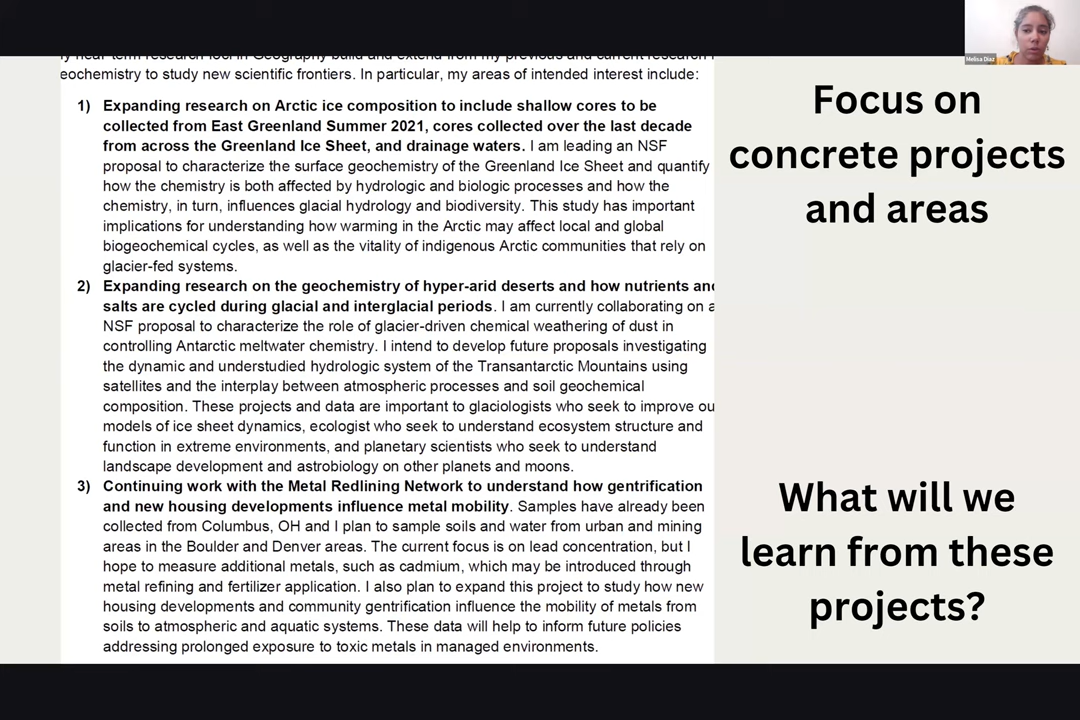 eochemistry to study new scientific frontiers. In particular, my areas of intended interest include:
1) Expanding research on Arctic ice composition to include shallow cores to be
collected from East Greenland Summer 2021, cores collected over the last decade
from across the Greenland Ice Sheet, and drainage waters. I am leading an NSF
proposal to characterize the surface geochemistry of the Greenland Ice Sheet and quantify
how the chemistry is both affected by hydrologic and biologic processes and how the
chemistry, in turn, influences glacial hydrology and biodiversity. This study has important
implications for understanding how warming in the Arctic may affect local and global
biogeochemical cycles, as well as the vitality of indigenous Arctic communities that rely on
glacier-fed systems.
2) Expanding research on the geochemistry of hyper-arid deserts and how nutrients and
salts are cycled during glacial and interglacial periods. I am currently collaborating on a
NSF proposal to characterize the role of glacier-driven chemical weathering of dust in
controlling Antarctic meltwater chemistry. I intend to develop future proposals investigating
the dynamic and understudied hydrologic system of the Transantarctic Mountains using
satellites and the interplay between atmospheric processes and soil geochemical
composition. These projects and data are important to glaciologists who seek to improve ou
models of ice sheet dynamics, ecologist who seek to understand ecosystem structure and
function in extreme environments, and planetary scientists who seek to understand
landscape development and astrobiology on other planets and moons.
3) Continuing work with the Metal Redlining Network to understand how gentrification
and new housing developments influence metal mobility. Samples have already been
collected from Columbus, OH and I plan to sample soils and water from urban and mining
areas in the Boulder and Denver areas. The current focus is on lead concentration, but I
hope to measure additional metals, such as cadmium, which may be introduced through
metal refining and fertilizer application. I also plan to expand this project to study how new
housing developments and community gentrification influence the mobility of metals from
soils to atmospheric and aquatic systems. These data will help to inform future policies
addressing prolonged exposure to toxic metals in managed environments.
Focus on
concrete projects
and areas
What will we
learn from these
projects?
Melisa Diaz